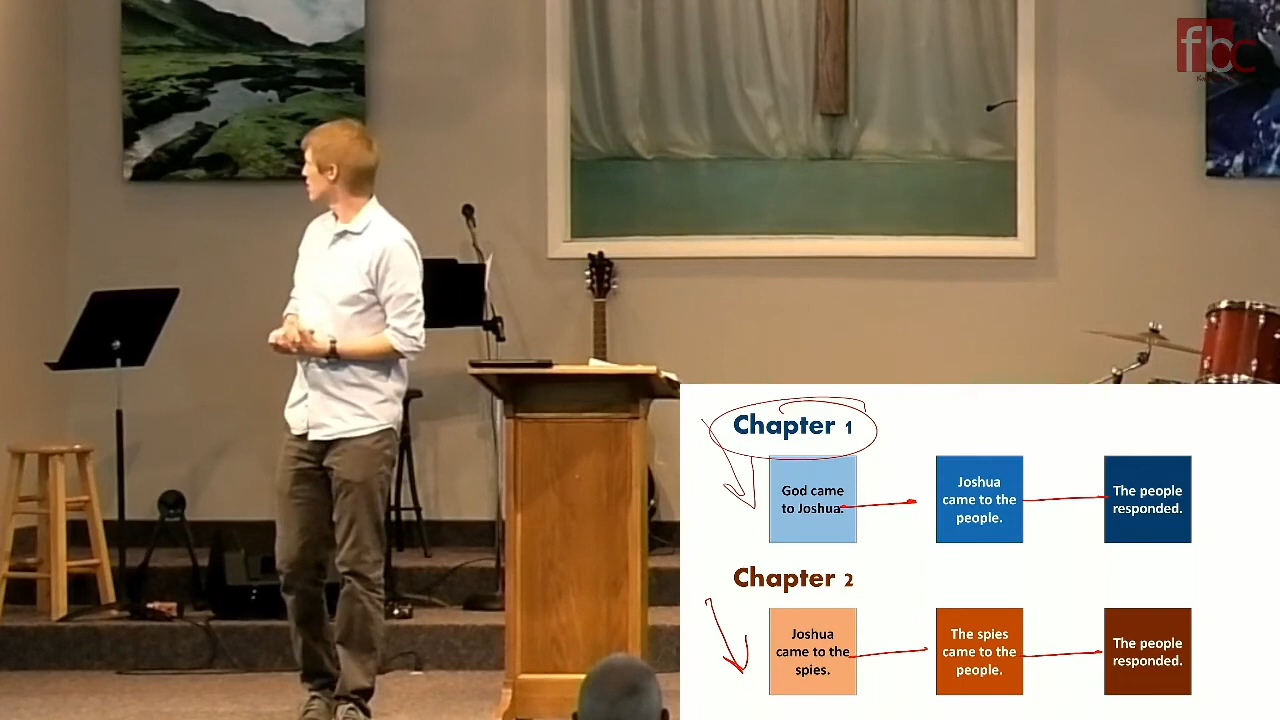 fbc
Chapter 1
God came
to Joshua.
Joshua
came to the
people.
The people
responded.
Chapter 2
Joshua
came to the
spies.
The spies
came to the
people.
The people
responded.